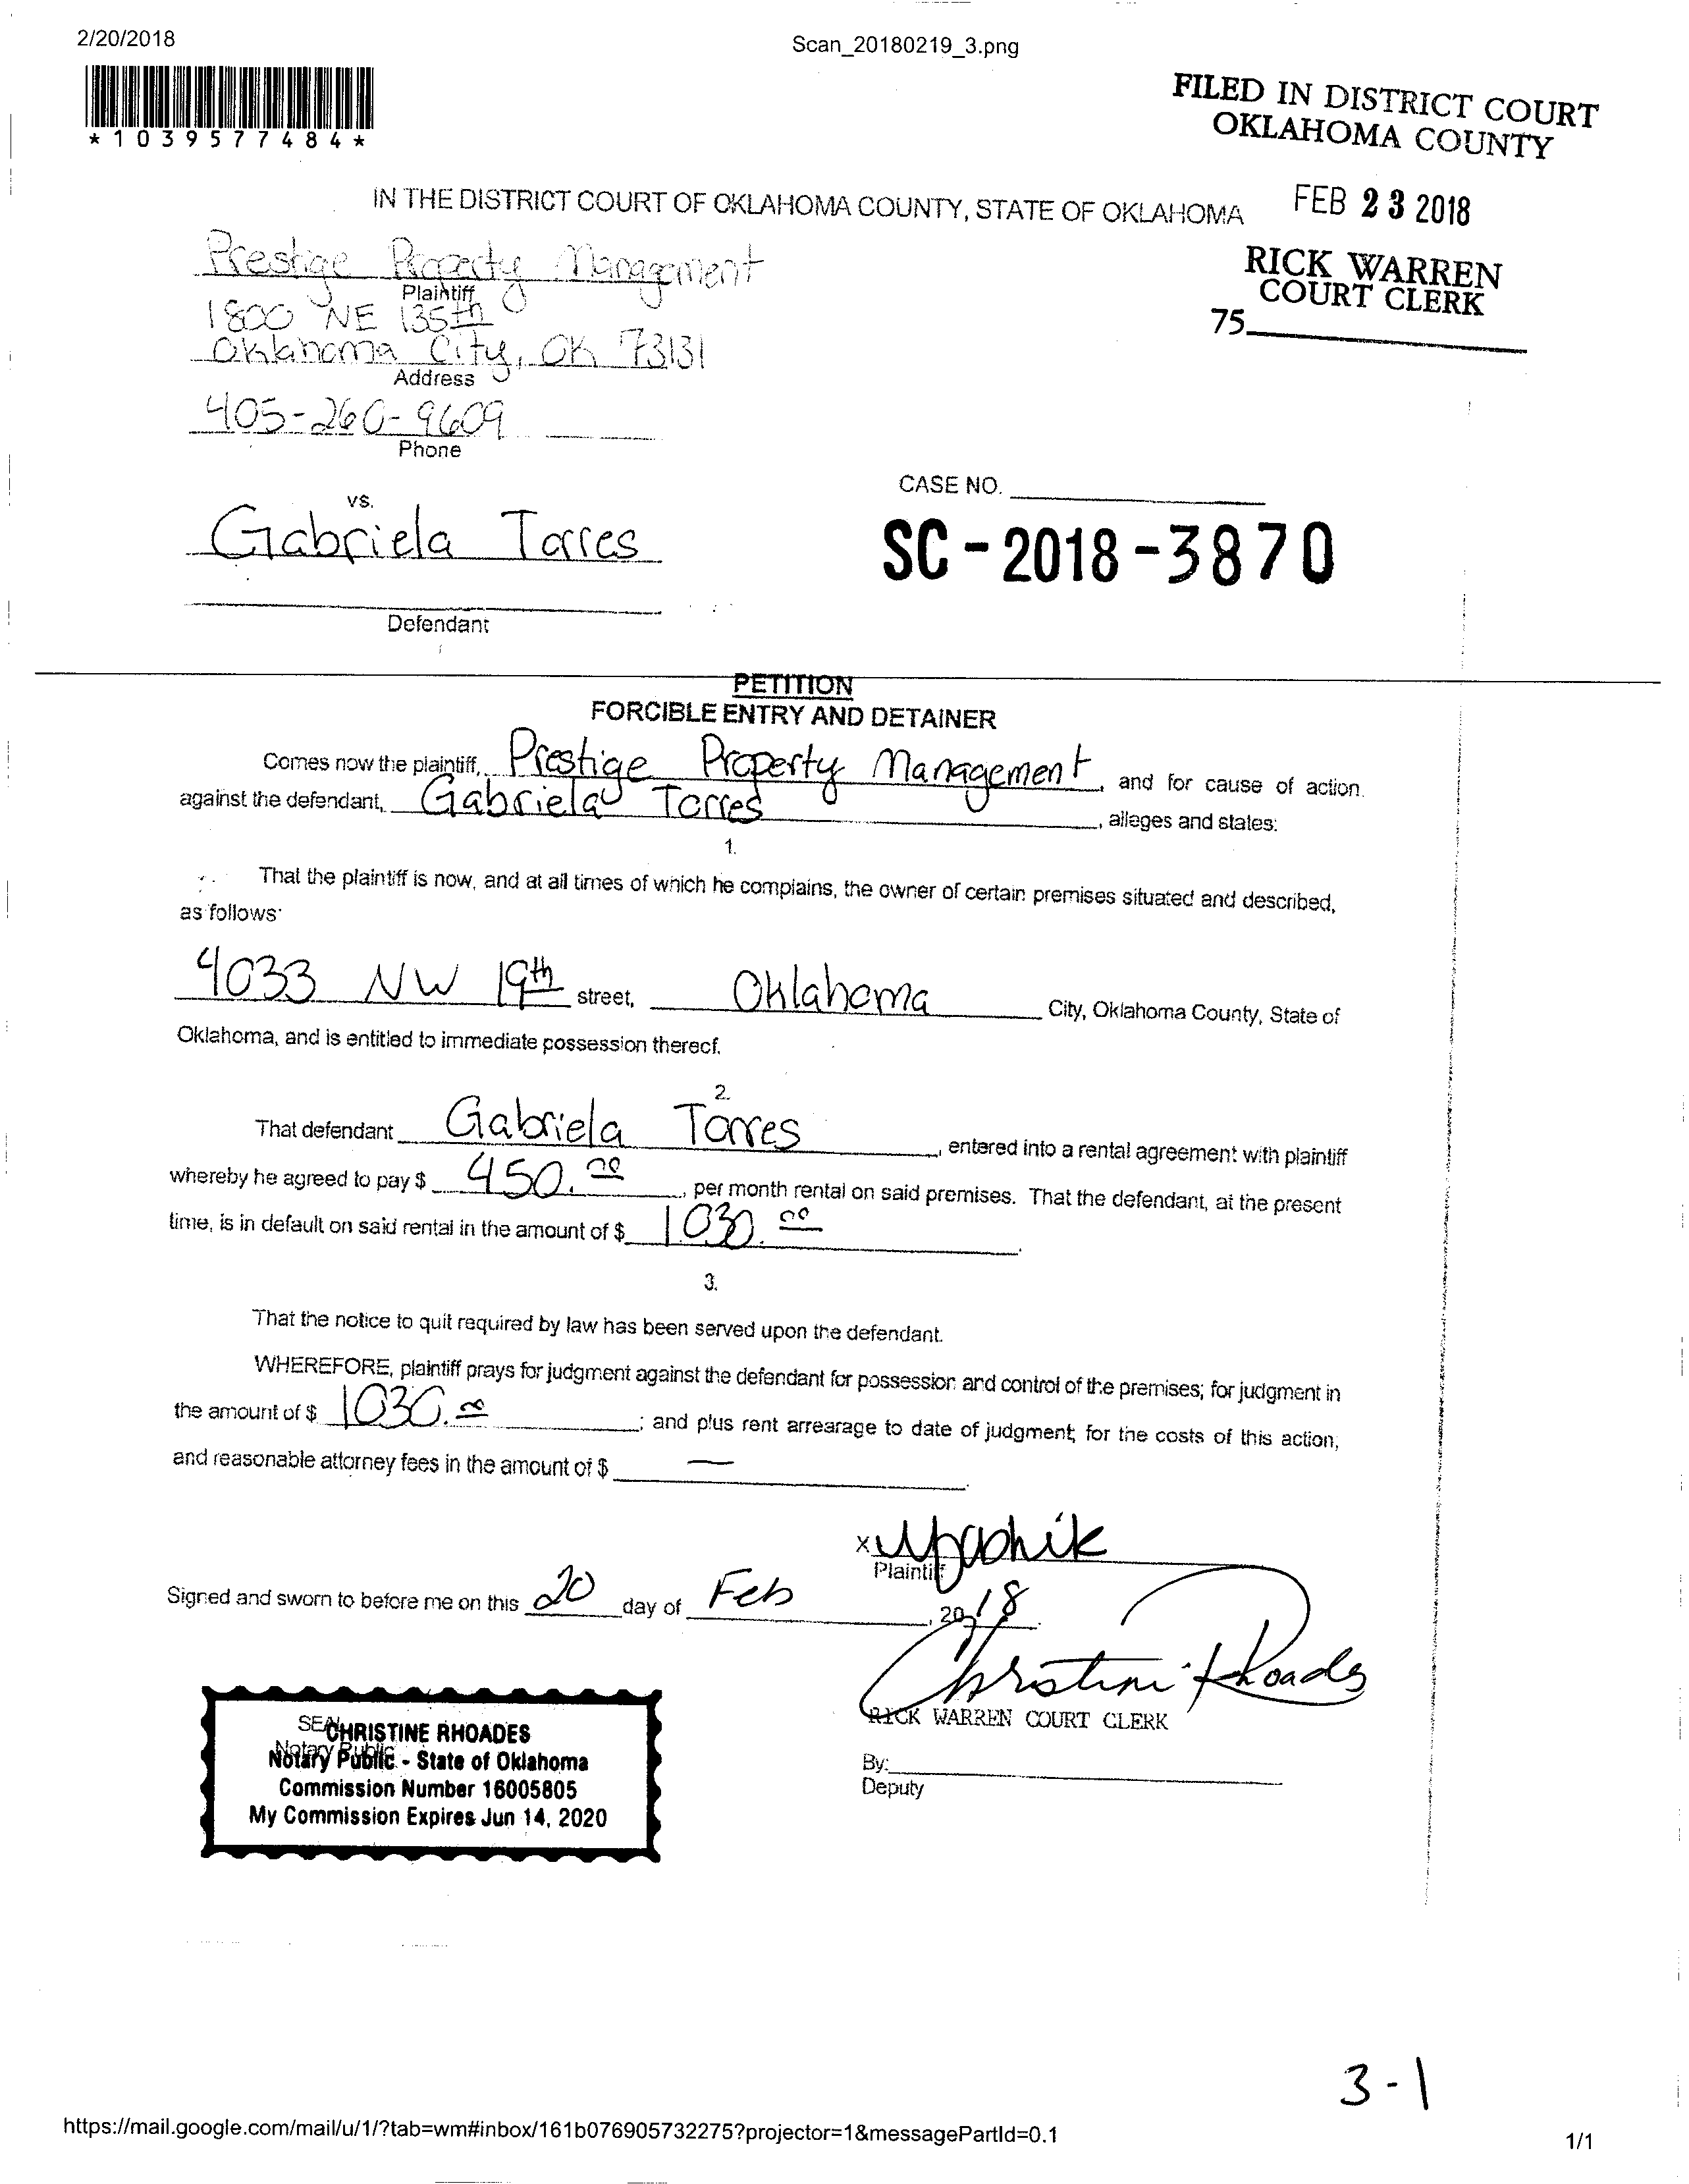 2/20/2018
Scan_20180219_3.png
*1039577484*
FILED IN DISTRICT COURT
OKLAHOMA COUNTY
FEB 23 2018
RICK WARREN
COURT CLERK
75
IN THE DISTRICT COURT OF OKLAHOMA COUNTY, STATE OF OKLAHOMA
Prestige Property Management
Plaintiff
1800 NE 135th
Oklahoma City, OK 73131
Address
405-260-9609
Phone
vs.
CASE NO.
Gabriela Torres
SC-2018-3870
Defendant
PETITION
FORCIBLE ENTRY AND DETAINER
Comes now the plaintiff, Prestige Property Management, and for cause of action
against the defendant, Gabriela Torres, alleges and states:
1.
That the plaintiff is now, and at all times of which he complains, the owner of certain premises situated and described,
as follows:
4033 NW 19th street, Oklahoma City, Oklahoma County, State of
Oklahoma, and is entitled to immediate possession thereof.
2.
That defendant Gabriela Torres, entered into a rental agreement with plaintiff
whereby he agreed to pay $ 450.00, per month rental on said premises. That the defendant, at the present
time, is in default on said rental in the amount of $ 1030.00.
3.
That the notice to quit required by law has been served upon the defendant.
WHEREFORE, plaintiff prays for judgment against the defendant for possession and control of the premises; for judgment in
the amount of $ 1030.00; and plus rent arrearage to date of judgment; for the costs of this action;
and reasonable attorney fees in the amount of $ —.
x
Plaintiff
Signed and sworn to before me on this 20 day of Feb, 2018.
Christine Rhoades
RICK WARREN COURT CLERK
By:
Deputy
SEAL
Notary Public
CHRISTINE RHOADES
Notary Public - State of Oklahoma
Commission Number 16005805
My Commission Expires Jun 14, 2020
3-1
https://mail.google.com/mail/u/1/?tab=wm#inbox/161b076905732275?projector=1&messagePartId=0.1
1/1